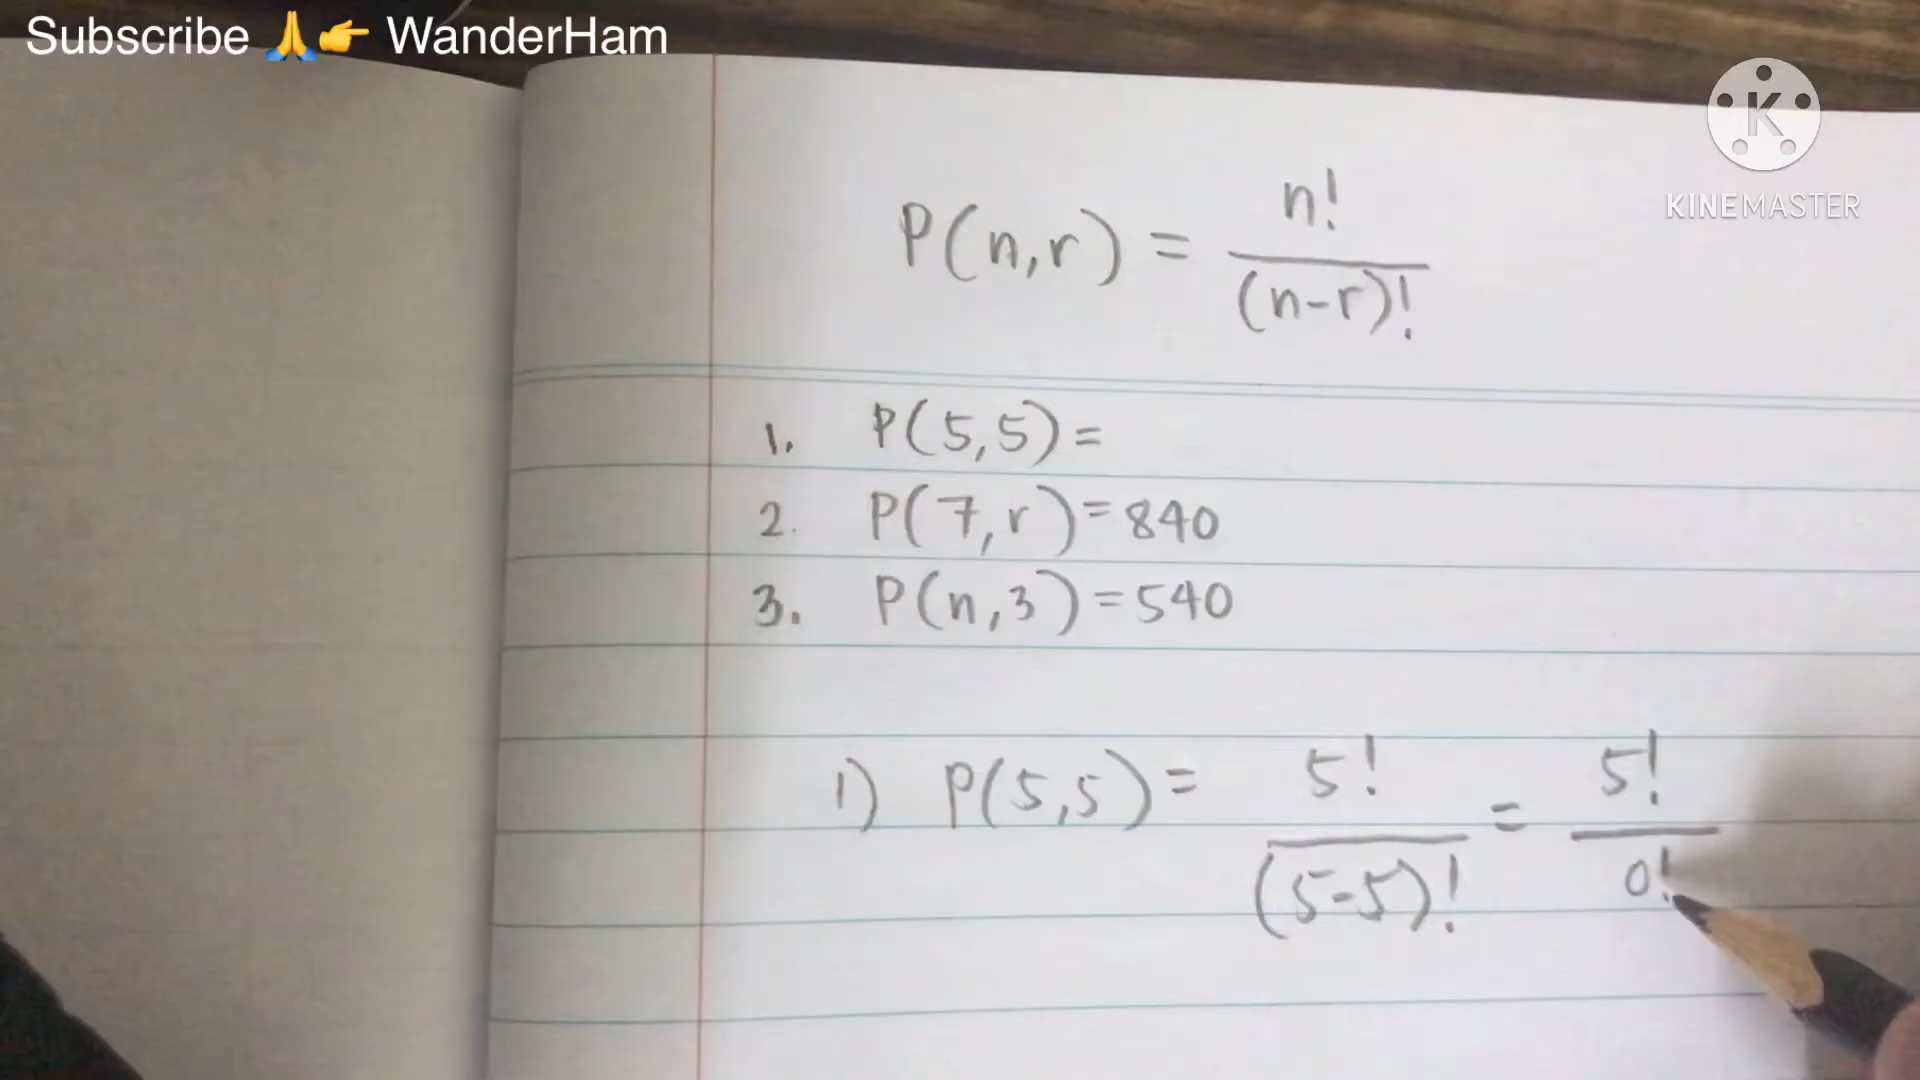 Subscribe 🙏👉 WanderHam
KINEMASTER
P(n,r) = n!/(n-r)!
1. P(5,5)=
2. P(7,r)=840
3. P(n,3)=540
1) P(5,5)= 5!/(5-5)! = 5!/0!